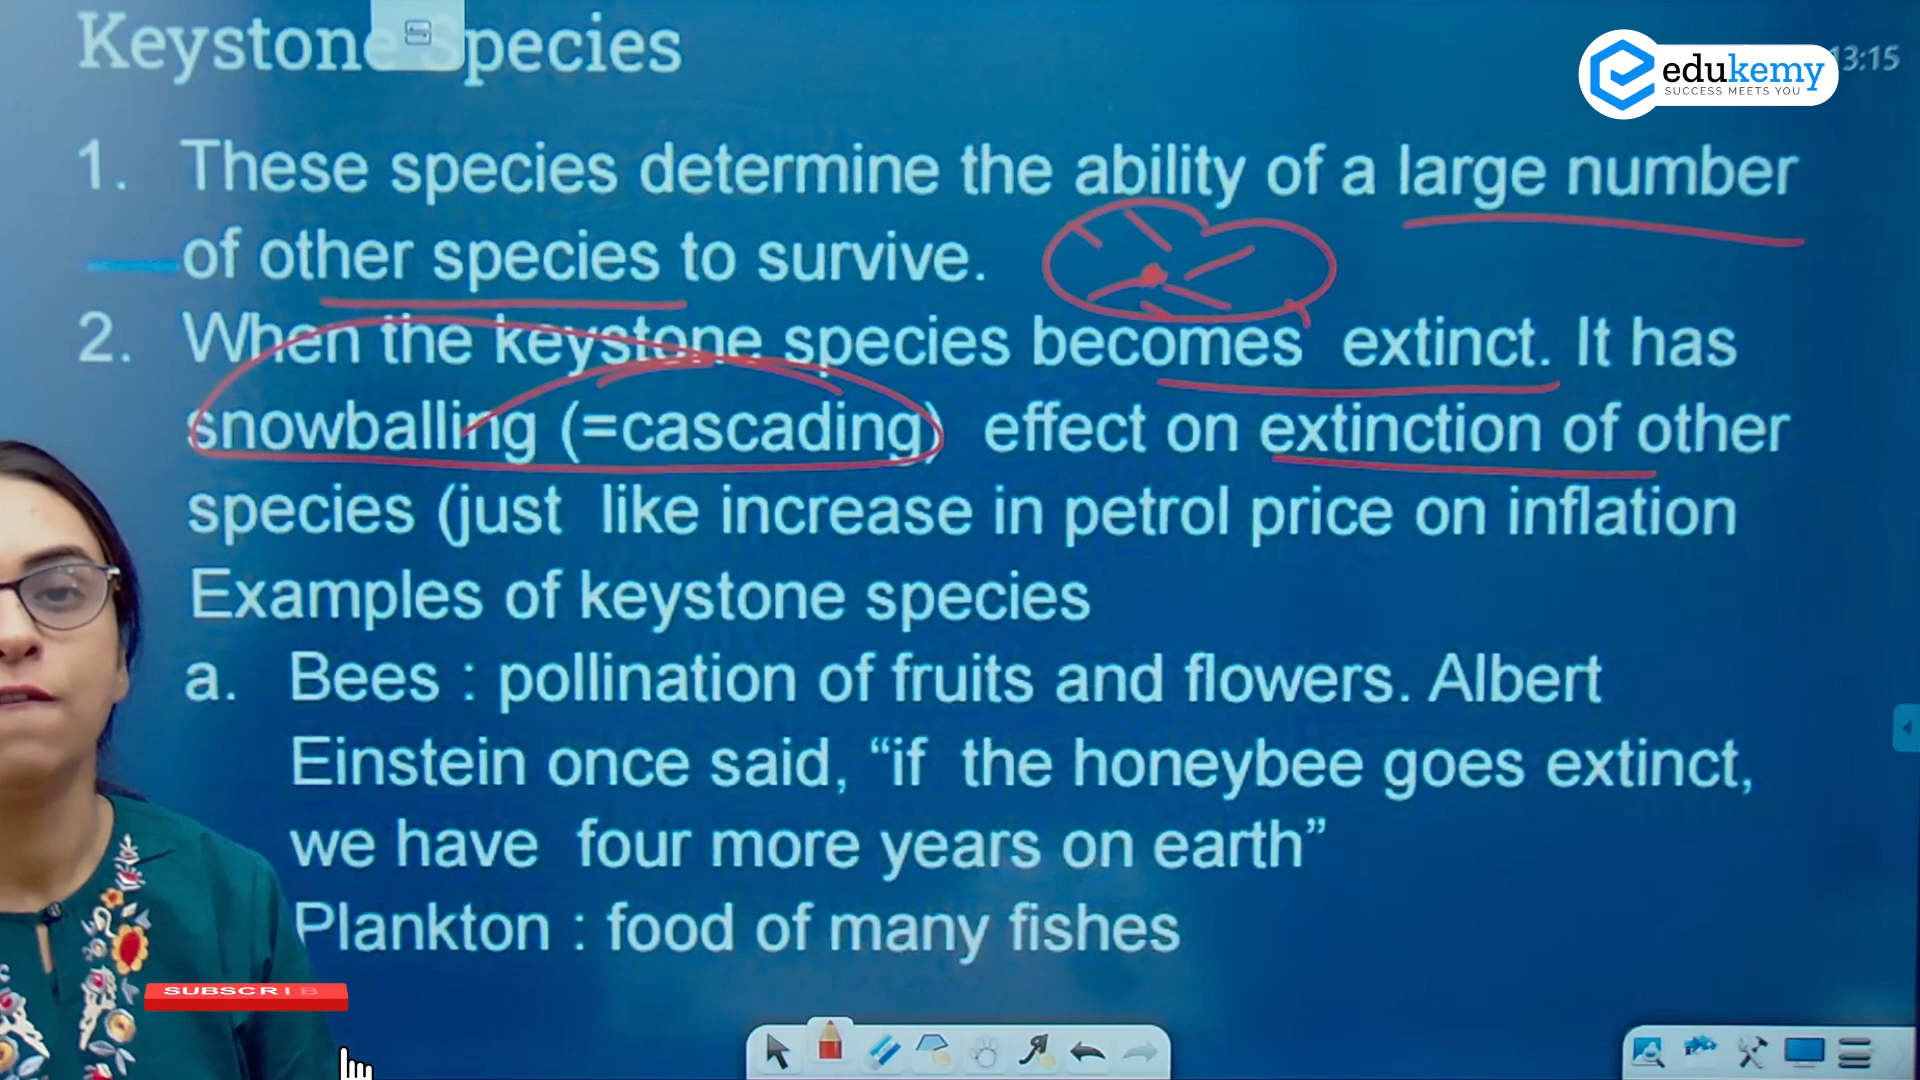 Keystone Species
edukemy
SUCCESS MEETS YOU
13:15
1. These species determine the ability of a large number
of other species to survive.
2. When the keystone species becomes extinct. It has
snowballing (=cascading) effect on extinction of other
species (just like increase in petrol price on inflation
Examples of keystone species
a. Bees : pollination of fruits and flowers. Albert
Einstein once said, “if the honeybee goes extinct,
we have four more years on earth”
Plankton : food of many fishes
SUBSCRIB